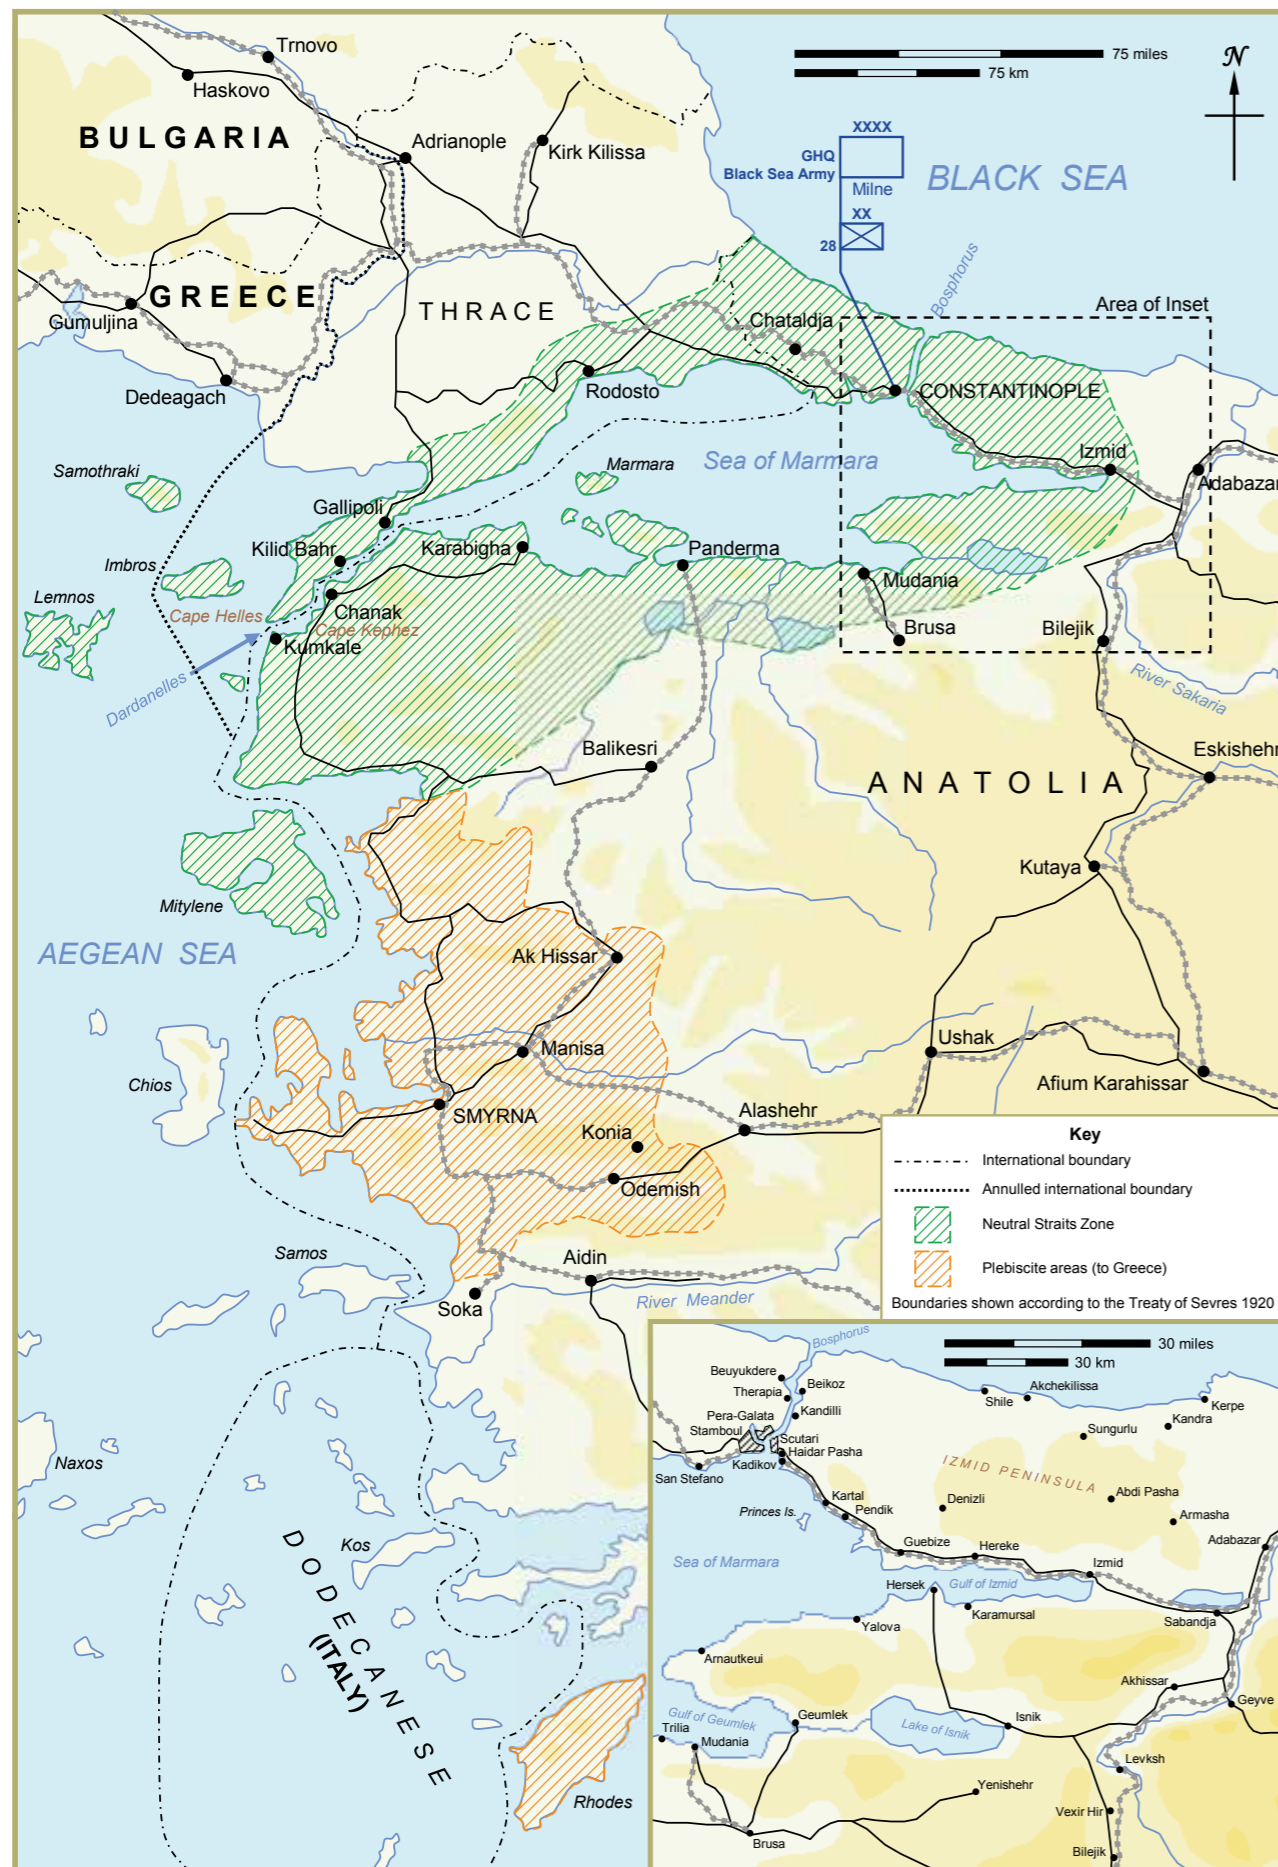 Trnovo
Haskovo
BULGARIA
Adrianople
Kirk Kilissa
75 miles
75 km
N
XXXX
GHQ
Black Sea Army
Milne
XX
28
BLACK SEA
Bosphorus
GREECE
Gumuljina
THRACE
Dedeagach
Chataldja
Area of Inset
Rodosto
CONSTANTINOPLE
Samothraki
Marmara
Sea of Marmara
Izmid
Adabazar
Gallipoli
Kilid Bahr
Karabigha
Panderma
Imbros
Lemnos
Cape Helles
Chanak
Cape Kephez
Kumkale
Mudania
Brusa
Bilejik
Dardanelles
River Sakaria
Balikesri
Eskishehr
ANATOLIA
Kutaya
Mitylene
AEGEAN SEA
Ak Hissar
Manisa
Ushak
Afium Karahissar
Chios
SMYRNA
Alashehr
Konia
Odemish
Samos
Aidin
Soka
River Meander
Key
International boundary
Annulled international boundary
Neutral Straits Zone
Plebiscite areas (to Greece)
Boundaries shown according to the Treaty of Sevres 1920
Naxos
Kos
DODECANESE
(ITALY)
Rhodes
Bosphorus
30 miles
30 km
Beuyukdere
Beikoz
Therapia
Kandilli
Pera-Galata
Stamboul
Scutari
Haidar Pasha
Kadikov
San Stefano
Shile
Akchekilissa
Kerpe
Kandra
Sungurlu
IZMID PENINSULA
Kartal
Pendik
Princes Is.
Denizli
Abdi Pasha
Armasha
Adabazar
Guebize
Hereke
Izmid
Sea of Marmara
Hersek
Gulf of Izmid
Karamursal
Sabandja
Yalova
Arnautkeui
Akhissar
Geyve
Gulf of Geumlek
Trilia
Mudania
Geumlek
Lake of Isnik
Isnik
Levksh
Yenishehr
Vexir Hir
Brusa
Bilejik